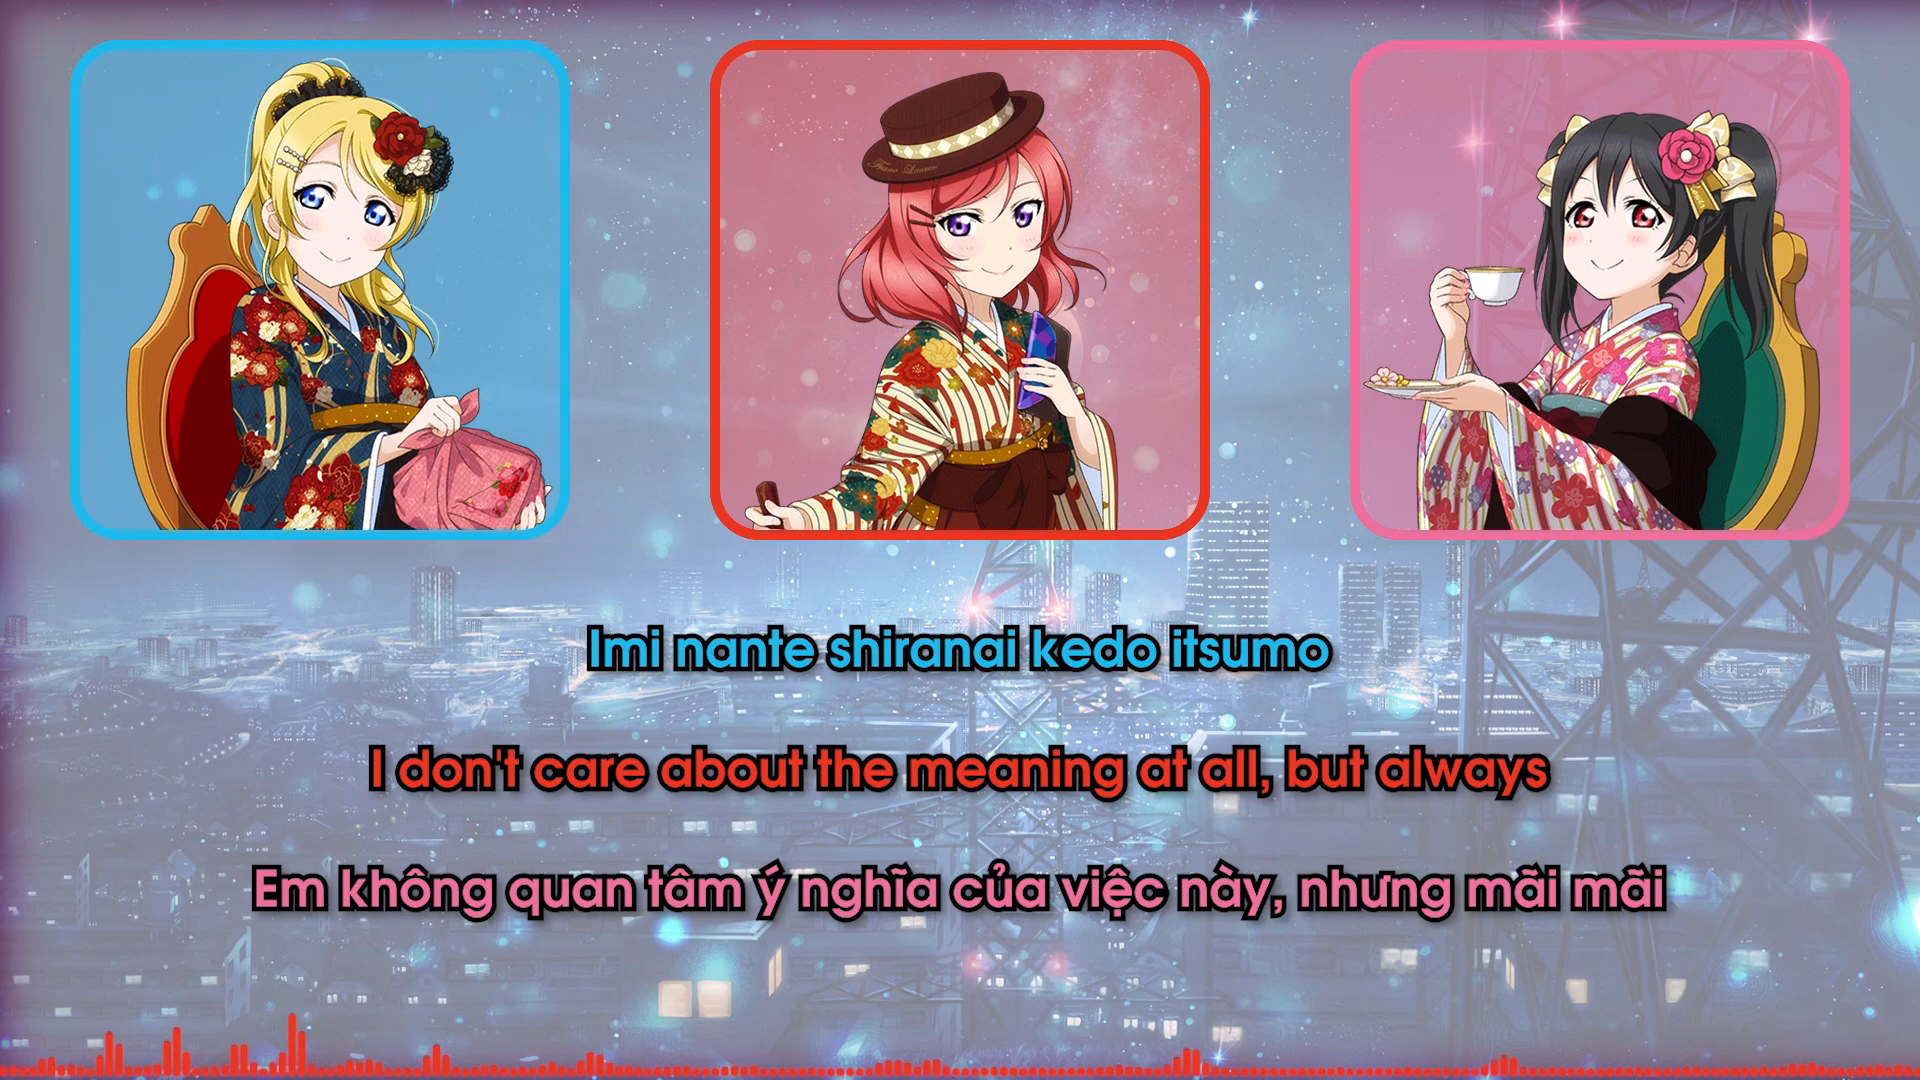 Imi nante shiranai kedo itsumo
I don't care about the meaning at all, but always
Em không quan tâm ý nghĩa của việc này, nhưng mãi mãi